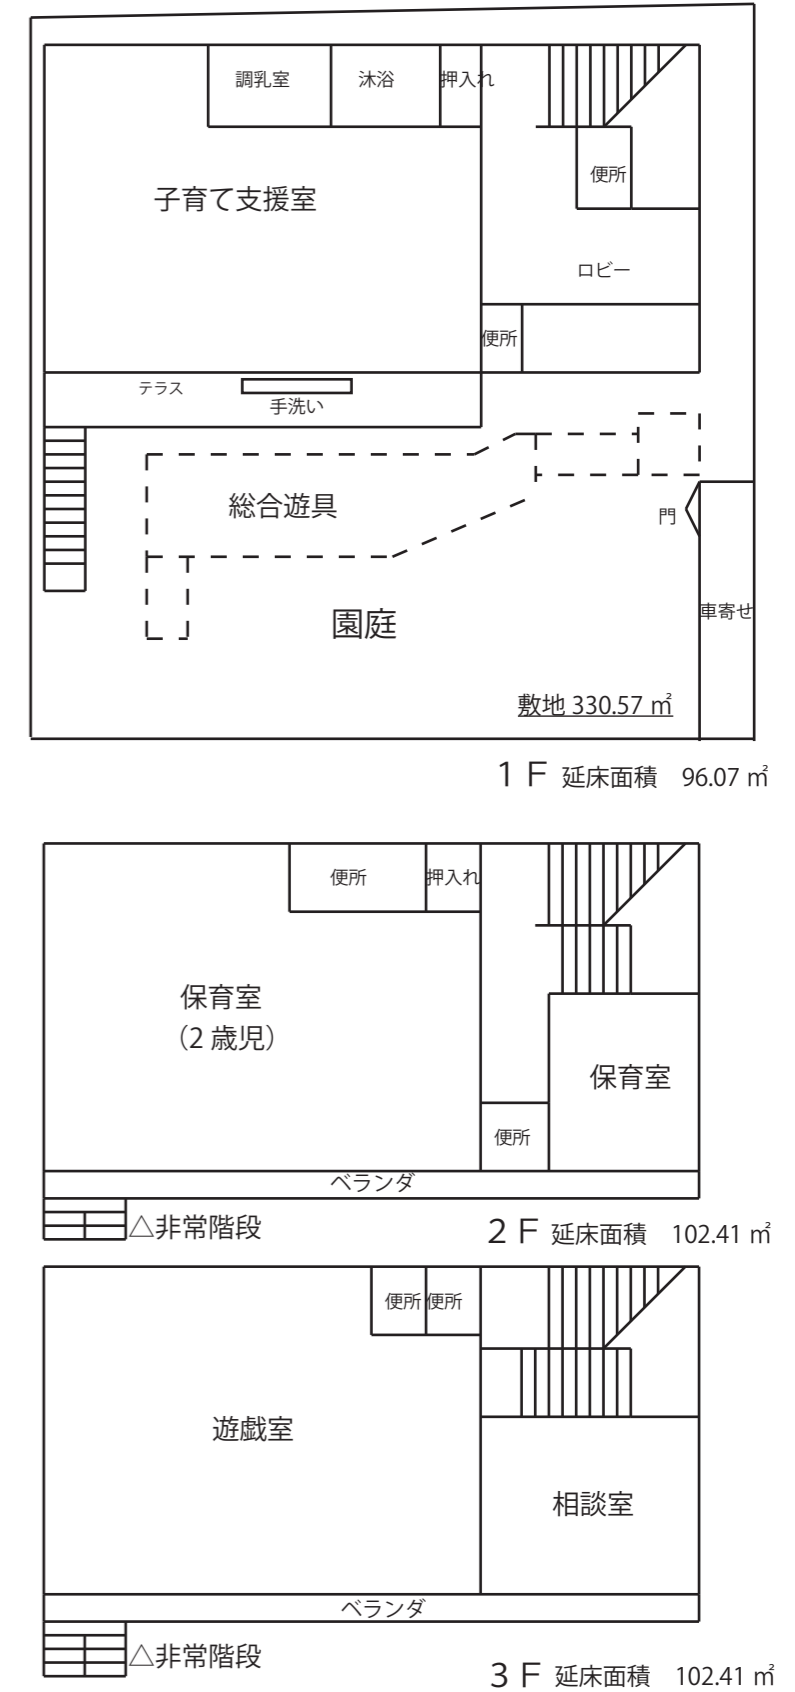 調乳室
沐浴
押入れ
便所
子育て支援室
ロビー
便所
テラス
手洗い
総合遊具
門
車寄せ
園庭
敷地 330.57 ㎡
1F 延床面積 96.07 ㎡
便所
押入れ
保育室
(2 歳児)
保育室
便所
ベランダ
△非常階段
2F 延床面積 102.41 ㎡
便所
便所
遊戯室
相談室
ベランダ
△非常階段
3F 延床面積 102.41 ㎡